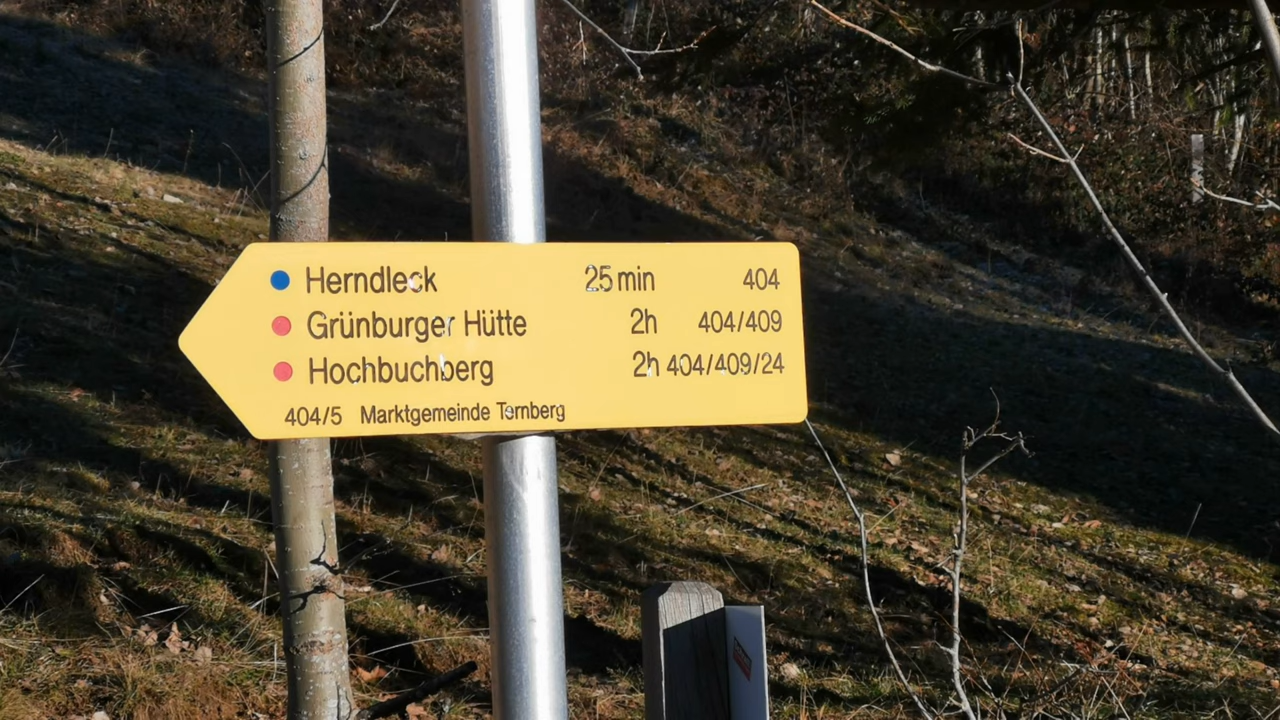 Herndleck 25 min 404
Grünburger Hütte 2h 404/409
Hochbuchberg 2h 404/409/24
404/5 Marktgemeinde Ternberg